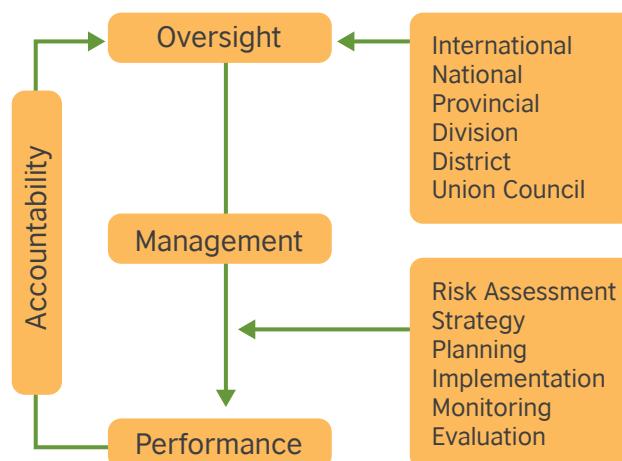 Oversight
International
National
Provincial
Division
District
Union Council
Accountability
Management
Risk Assessment
Strategy
Planning
Implementation
Monitoring
Evaluation
Performance